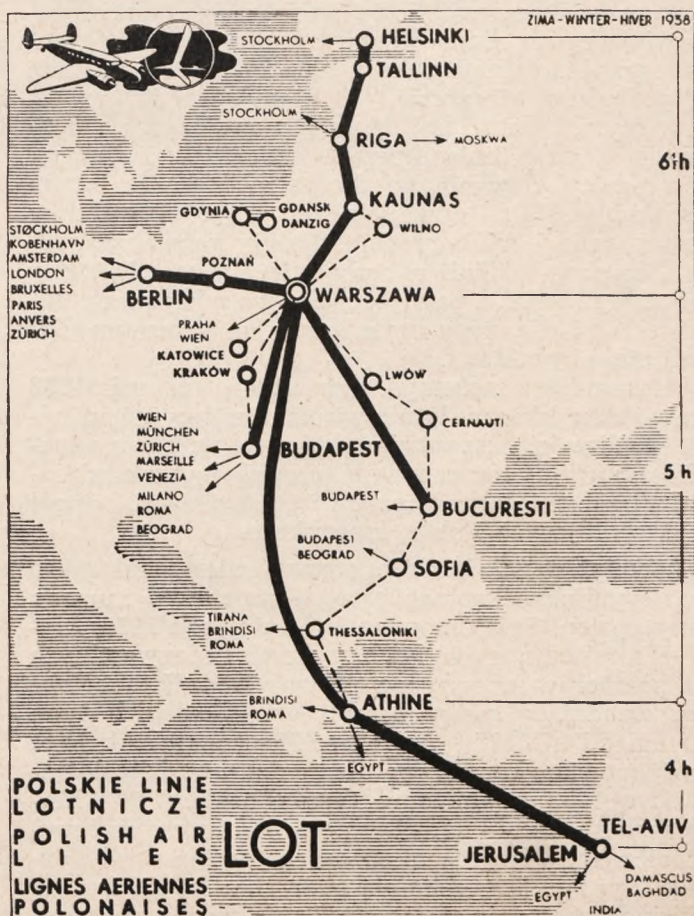 ZIMA-WINTER-HIVER 1938
STOCKHOLM
HELSINKI
TALLINN
STOCKHOLM
RIGA
MOSKWA
6½h
KAUNAS
GDYNIA
GDANSK
DANZIG
WILNO
STOCKHOLM
KOBENHAVN
AMSTERDAM
LONDON
BRUXELLES
PARIS
ANVERS
ZÜRICH
BERLIN
POZNAŃ
WARSZAWA
PRAHA
WIEN
KATOWICE
KRAKÓW
LWÓW
CERNAUTI
WIEN
MÜNCHEN
ZÜRICH
MARSEILLE
VENEZIA
MILANO
ROMA
BEOGRAD
BUDAPEST
5 h
BUDAPEST
BUCURESTI
BUDAPEST
BEOGRAD
SOFIA
TIRANA
BRINDISI
ROMA
THESSALONIKI
BRINDISI
ROMA
ATHINE
EGYPT
4 h
POLSKIE LINIE
LOTNICZE
POLISH AIR
LINES
LIGNES AERIENNES
POLONAISES
LOT
TEL-AVIV
JERUSALEM
DAMASCUS
BAGHDAD
EGYPT
INDIA